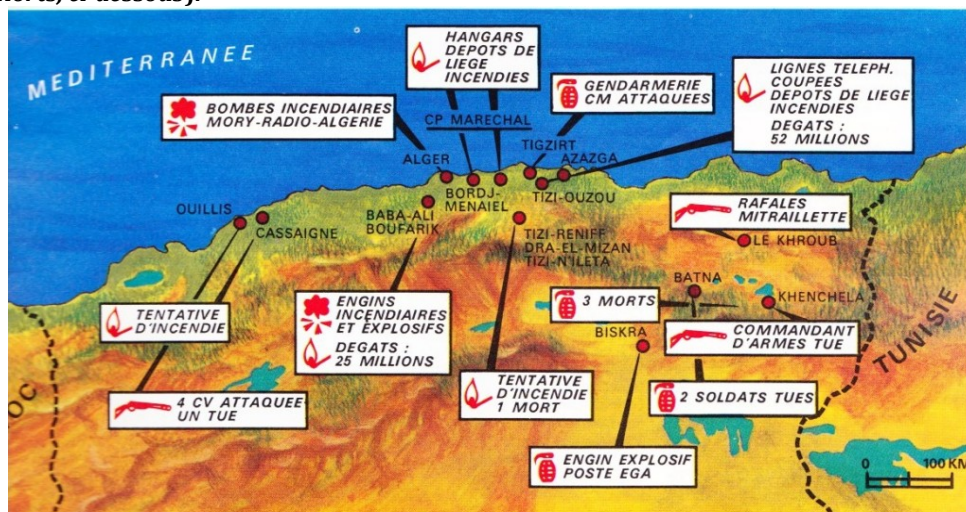 MEDITERRANEE
HANGARS
DEPOTS DE
LIEGE
INCENDIES
BOMBES INCENDIAIRES
MORY-RADIO-ALGERIE
CP MARECHAL
GENDARMERIE
CM ATTAQUEES
LIGNES TELEPH.
COUPEES
DEPOTS DE LIEGE
INCENDIES
DEGATS :
52 MILLIONS
ALGER
TIGZIRT
AZAZGA
BORDJ-
MENAIEL
TIZI-OUZOU
OUILLIS
CASSAIGNE
BABA-ALI
BOUFARIK
TIZI-RENIFF
DRA-EL-MIZAN
TIZI-N'ILETA
RAFALES
MITRAILLETTE
LE KHROUB
BATNA
KHENCHELA
TENTATIVE
D'INCENDIE
ENGINS
INCENDIAIRES
ET EXPLOSIFS
DEGATS :
25 MILLIONS
3 MORTS
BISKRA
COMMANDANT
D'ARMES TUE
TUNISIE
OC
4 CV ATTAQUEE
UN TUE
TENTATIVE
D'INCENDIE
1 MORT
2 SOLDATS TUES
ENGIN EXPLOSIF
POSTE EGA
0 100 KM